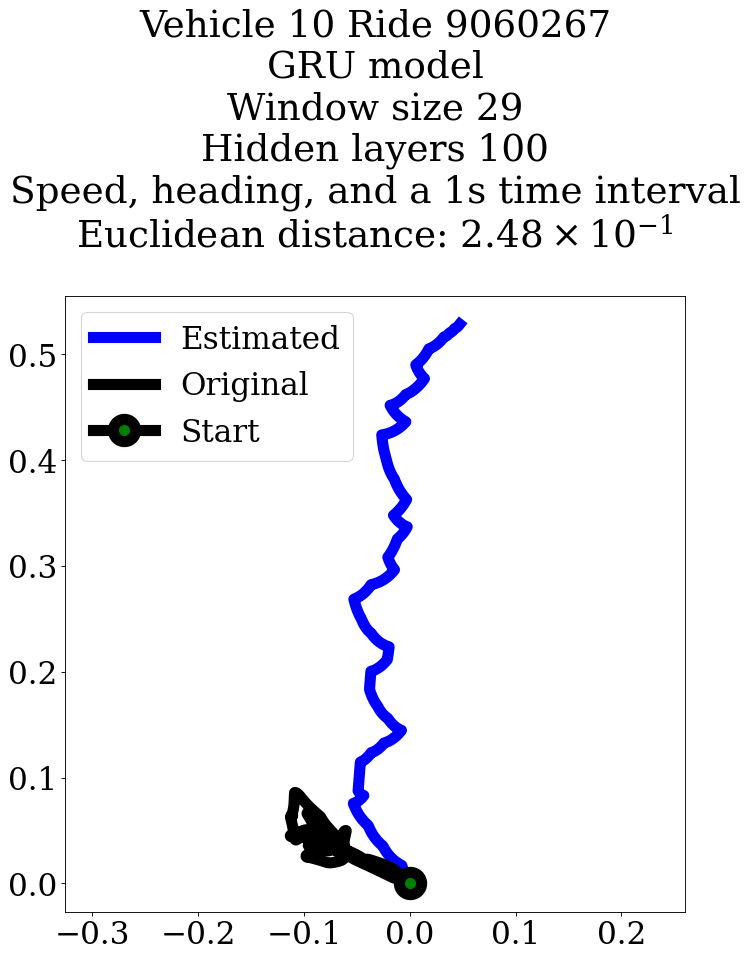 Vehicle 10 Ride 9060267
GRU model
Window size 29
Hidden layers 100
Speed, heading, and a 1s time interval
Euclidean distance: 2.48 × 10⁻¹
Estimated
Original
Start
0.5
0.4
0.3
0.2
0.1
0.0
−0.3 −0.2 −0.1 0.0 0.1 0.2